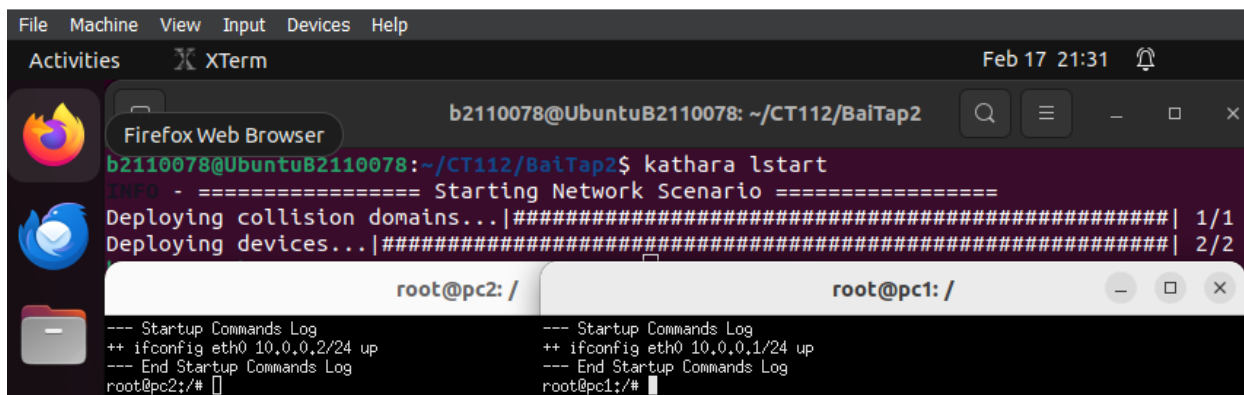 File Machine View Input Devices Help
Activities XTerm Feb 17 21:31
b2110078@UbuntuB2110078: ~/CT112/BaiTap2
Firefox Web Browser
b2110078@UbuntuB2110078:~/CT112/BaiTap2$ kathara lstart
INFO - ================= Starting Network Scenario =================
Deploying collision domains...|##################################################| 1/1
Deploying devices...|############################################################| 2/2
root@pc2: /
--- Startup Commands Log
++ ifconfig eth0 10.0.0.2/24 up
--- End Startup Commands Log
root@pc2:/#
root@pc1: /
--- Startup Commands Log
++ ifconfig eth0 10.0.0.1/24 up
--- End Startup Commands Log
root@pc1:/#